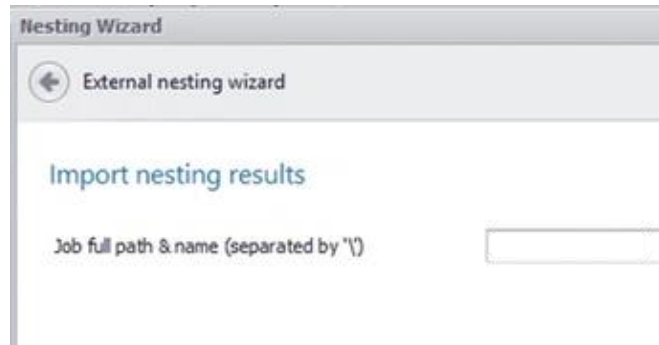 Nesting Wizard
External nesting wizard
Import nesting results
Job full path & name (separated by "\")